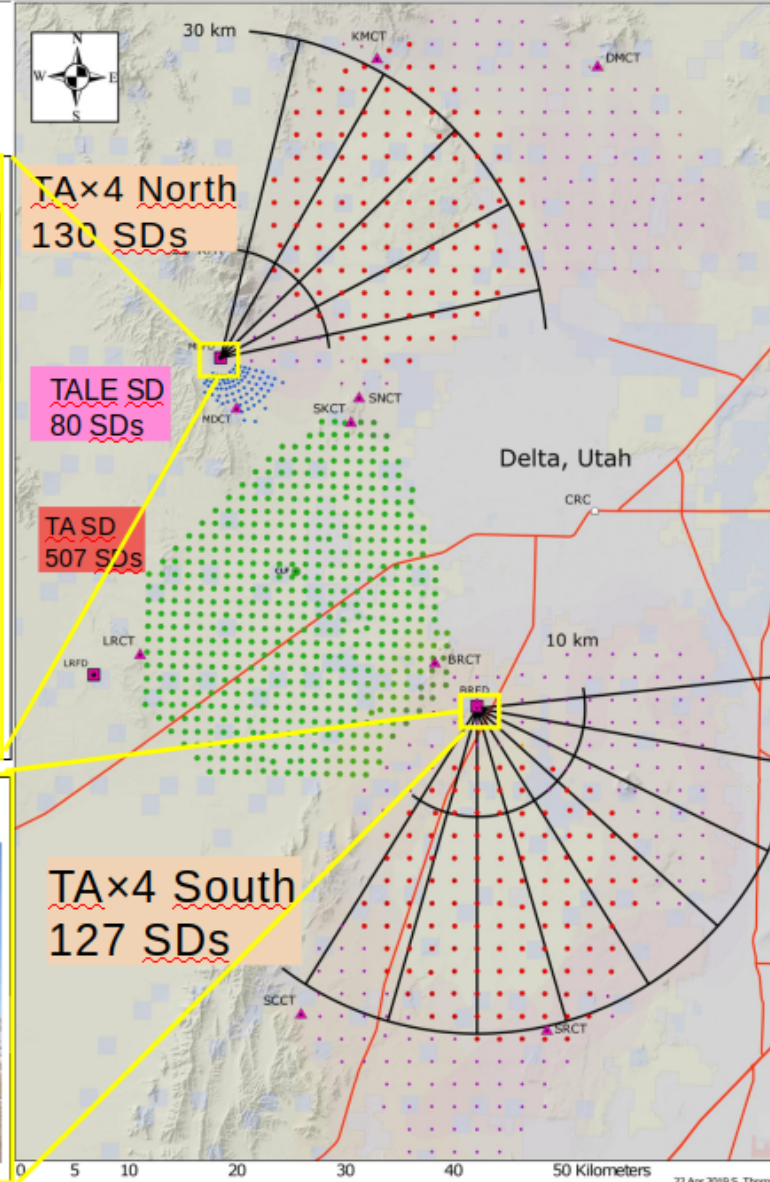 30 km
KMCT
DMCT
N
W E
S
TA×4 North
130 SDs
TALE SD
80 SDs
MDCT
SNCT
SKCT
Delta, Utah
CRC
TA SD
507 SDs
CLF
LRCT
LRFD
BRCT
10 km
BRFD
TA×4 South
127 SDs
SCCT
SRCT
0 5 10 20 30 40 50 Kilometers